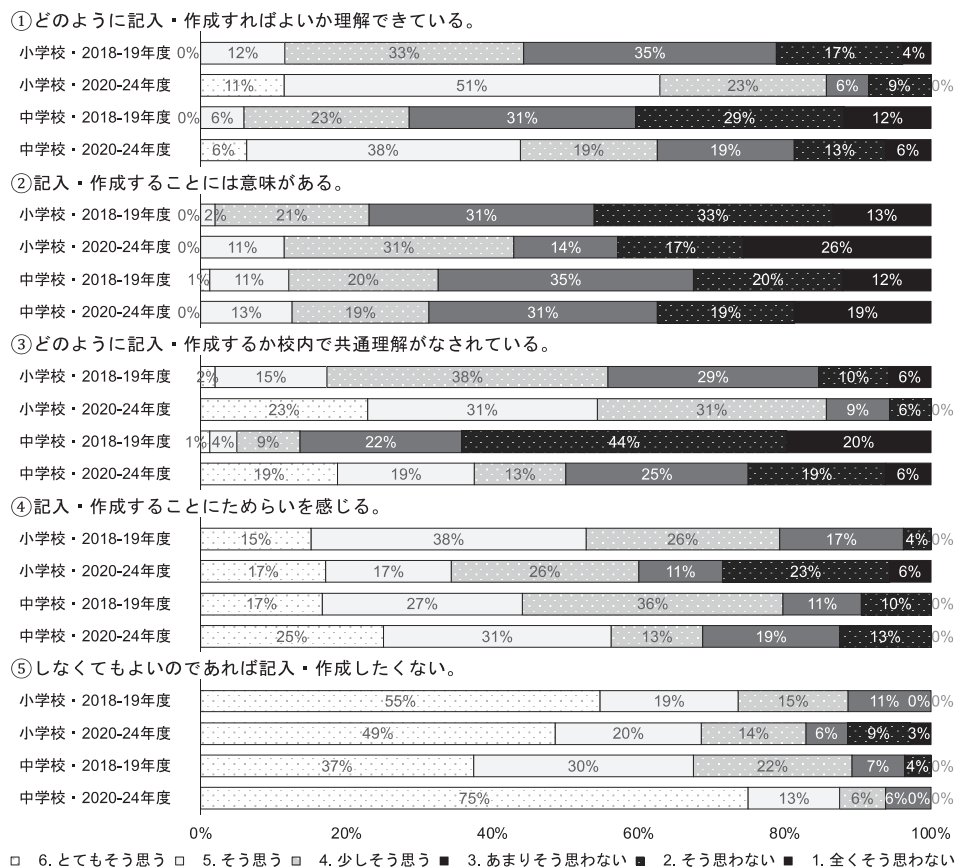 ①どのように記入・作成すればよいか理解できている。
小学校・2018-19年度 0% 12% 33% 35% 17% 4%
小学校・2020-24年度 11% 51% 23% 6% 9% 0%
中学校・2018-19年度 0% 6% 23% 31% 29% 12%
中学校・2020-24年度 6% 38% 19% 19% 13% 6%
②記入・作成することには意味がある。
小学校・2018-19年度 0% 2% 21% 31% 33% 13%
小学校・2020-24年度 0% 11% 31% 14% 17% 26%
中学校・2018-19年度 1% 11% 20% 35% 20% 12%
中学校・2020-24年度 0% 13% 19% 31% 19% 19%
③どのように記入・作成するか校内で共通理解がなされている。
小学校・2018-19年度 2% 15% 38% 29% 10% 6%
小学校・2020-24年度 23% 31% 31% 9% 6% 0%
中学校・2018-19年度 1% 4% 9% 22% 44% 20%
中学校・2020-24年度 19% 19% 13% 25% 19% 6%
④記入・作成することにためらいを感じる。
小学校・2018-19年度 15% 38% 26% 17% 4% 0%
小学校・2020-24年度 17% 17% 26% 11% 23% 6%
中学校・2018-19年度 17% 27% 36% 11% 10% 0%
中学校・2020-24年度 25% 31% 13% 19% 13% 0%
⑤しなくてもよいのであれば記入・作成したくない。
小学校・2018-19年度 55% 19% 15% 11% 0% 0%
小学校・2020-24年度 49% 20% 14% 6% 9% 3%
中学校・2018-19年度 37% 30% 22% 7% 4% 0%
中学校・2020-24年度 75% 13% 6% 6% 0% 0%
0% 20% 40% 60% 80% 100%
6. とてもそう思う 5. そう思う 4. 少しそう思う 3. あまりそう思わない 2. そう思わない 1. 全くそう思わない